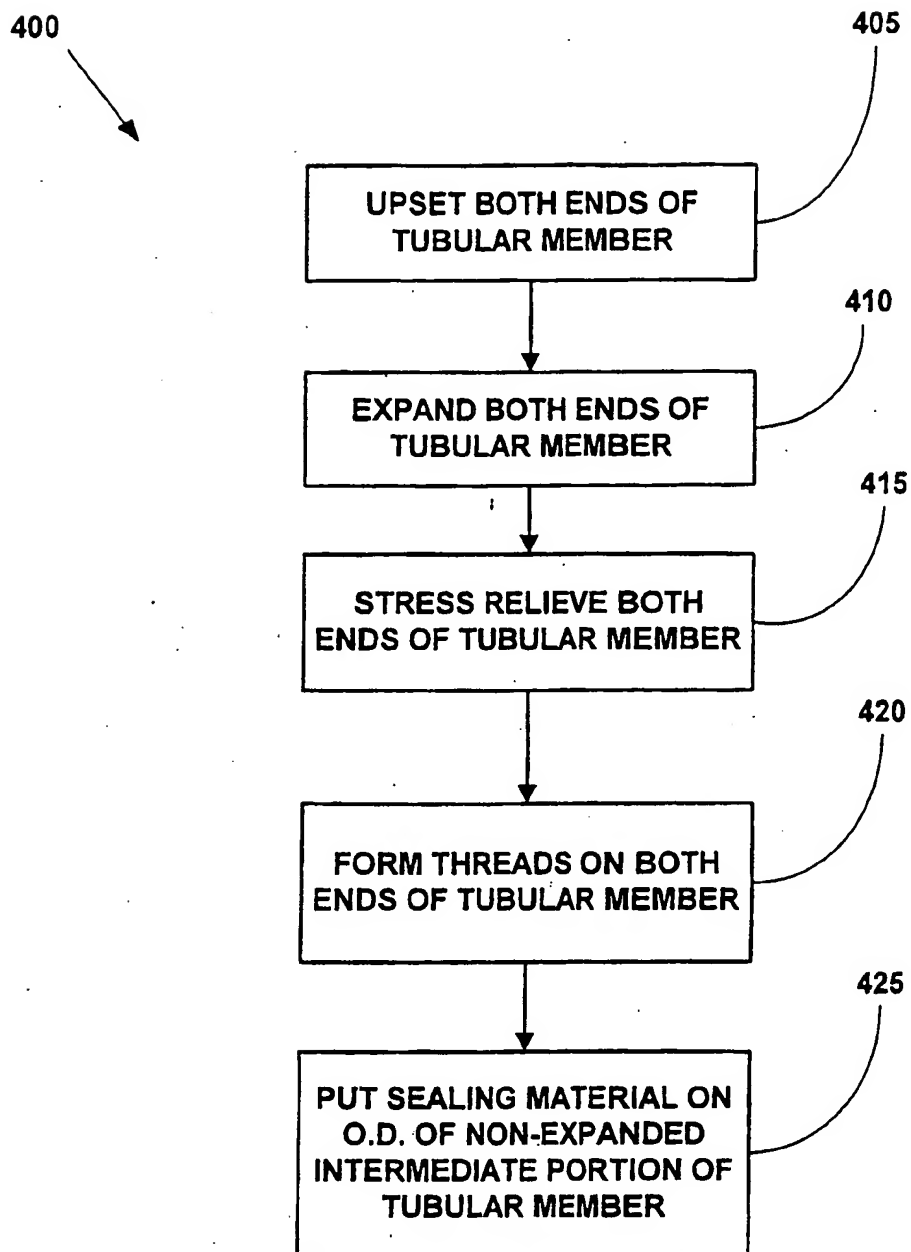 400
405
UPSET BOTH ENDS OF
TUBULAR MEMBER
410
EXPAND BOTH ENDS OF
TUBULAR MEMBER
415
STRESS RELIEVE BOTH
ENDS OF TUBULAR MEMBER
420
FORM THREADS ON BOTH
ENDS OF TUBULAR MEMBER
425
PUT SEALING MATERIAL ON
O.D. OF NON-EXPANDED
INTERMEDIATE PORTION OF
TUBULAR MEMBER